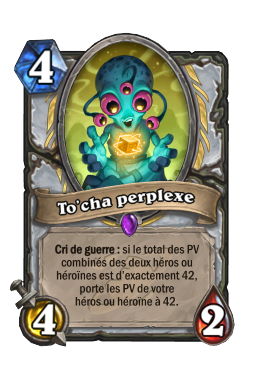 4
To'cha perplexe
Cri de guerre : si le total des PV
combinés des deux héros ou
héroïnes est d'exactement 42,
porte les PV de votre
héros ou héroïne à 42.
4
2